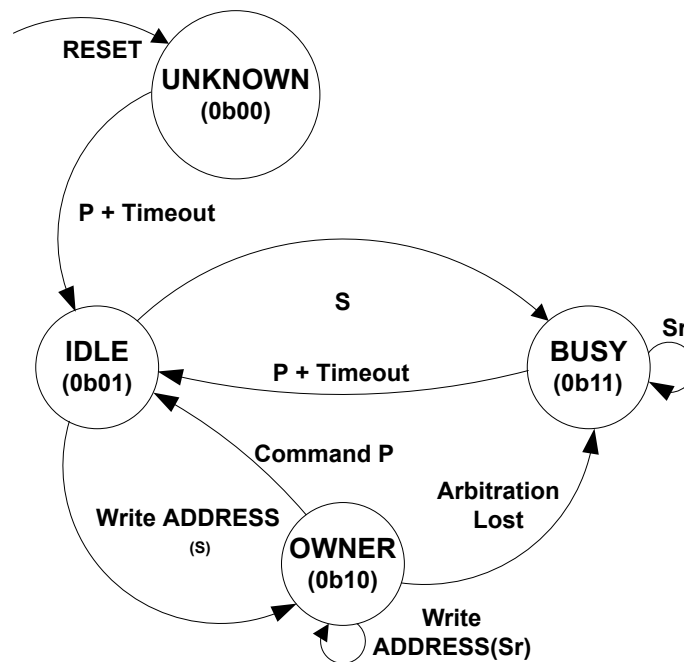 RESET
UNKNOWN
(0b00)
P + Timeout
S
IDLE
(0b01)
BUSY
(0b11)
Sr
P + Timeout
Command P
Write ADDRESS
(S)
OWNER
(0b10)
Arbitration
Lost
Write
ADDRESS(Sr)